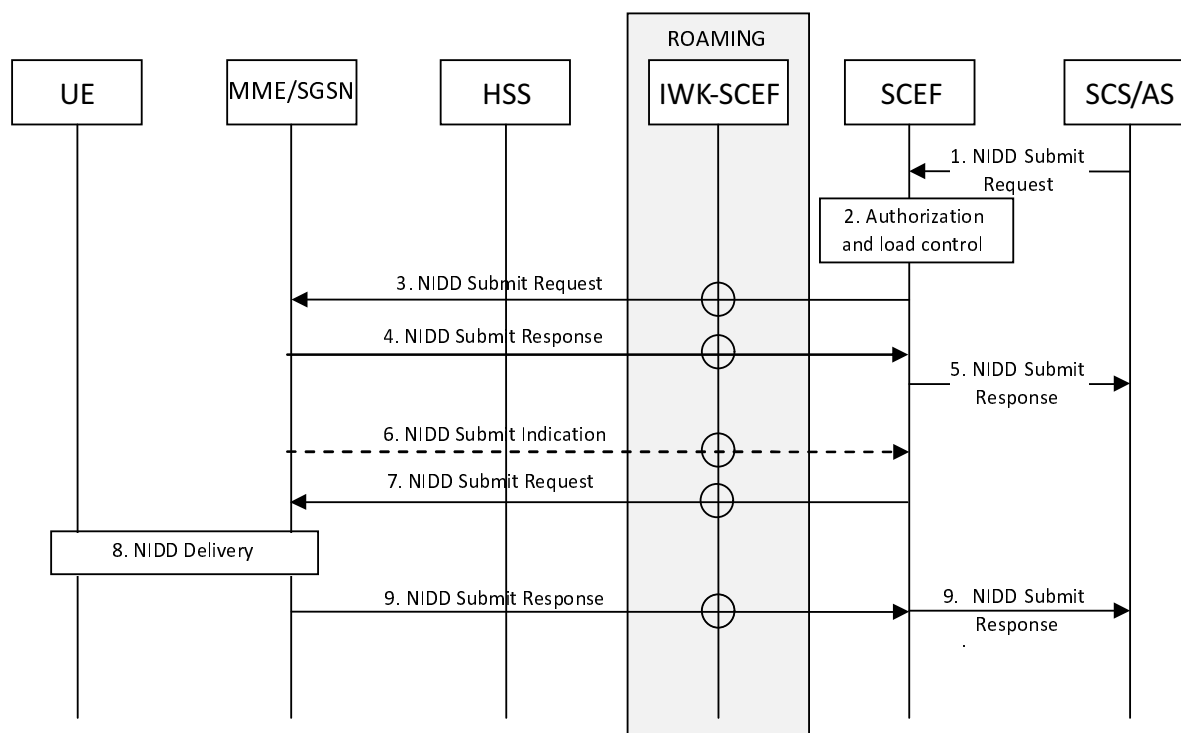 ROAMING
UE
MME/SGSN
HSS
IWK-SCEF
SCEF
SCS/AS
1. NIDD Submit
Request
2. Authorization
and load control
3. NIDD Submit Request
4. NIDD Submit Response
5. NIDD Submit
Response
6. NIDD Submit Indication
7. NIDD Submit Request
8. NIDD Delivery
9. NIDD Submit Response
9. NIDD Submit
Response
.